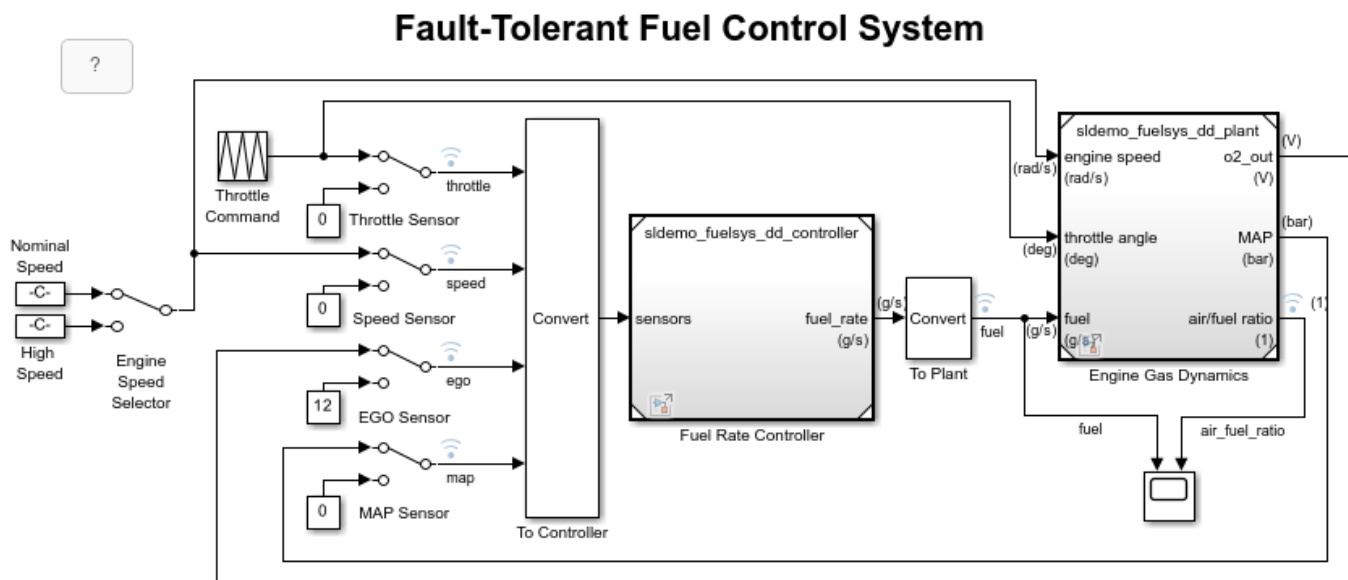 Fault-Tolerant Fuel Control System
?
Throttle
Command
0
Throttle Sensor
throttle
Nominal
Speed
-C-
-C-
High
Speed
Engine
Speed
Selector
speed
0
Speed Sensor
ego
12
EGO Sensor
map
0
MAP Sensor
Convert
To Controller
sldemo_fuelsys_dd_controller
sensors
fuel_rate
(g/s)
Fuel Rate Controller
(g/s)
Convert
To Plant
fuel
(rad/s)
(deg)
(g/s)
sldemo_fuelsys_dd_plant
engine speed
(rad/s)
o2_out
(V)
throttle angle
(deg)
MAP
(bar)
fuel
(g/s)
air/fuel ratio
(1)
Engine Gas Dynamics
(V)
(bar)
(1)
fuel
air_fuel_ratio